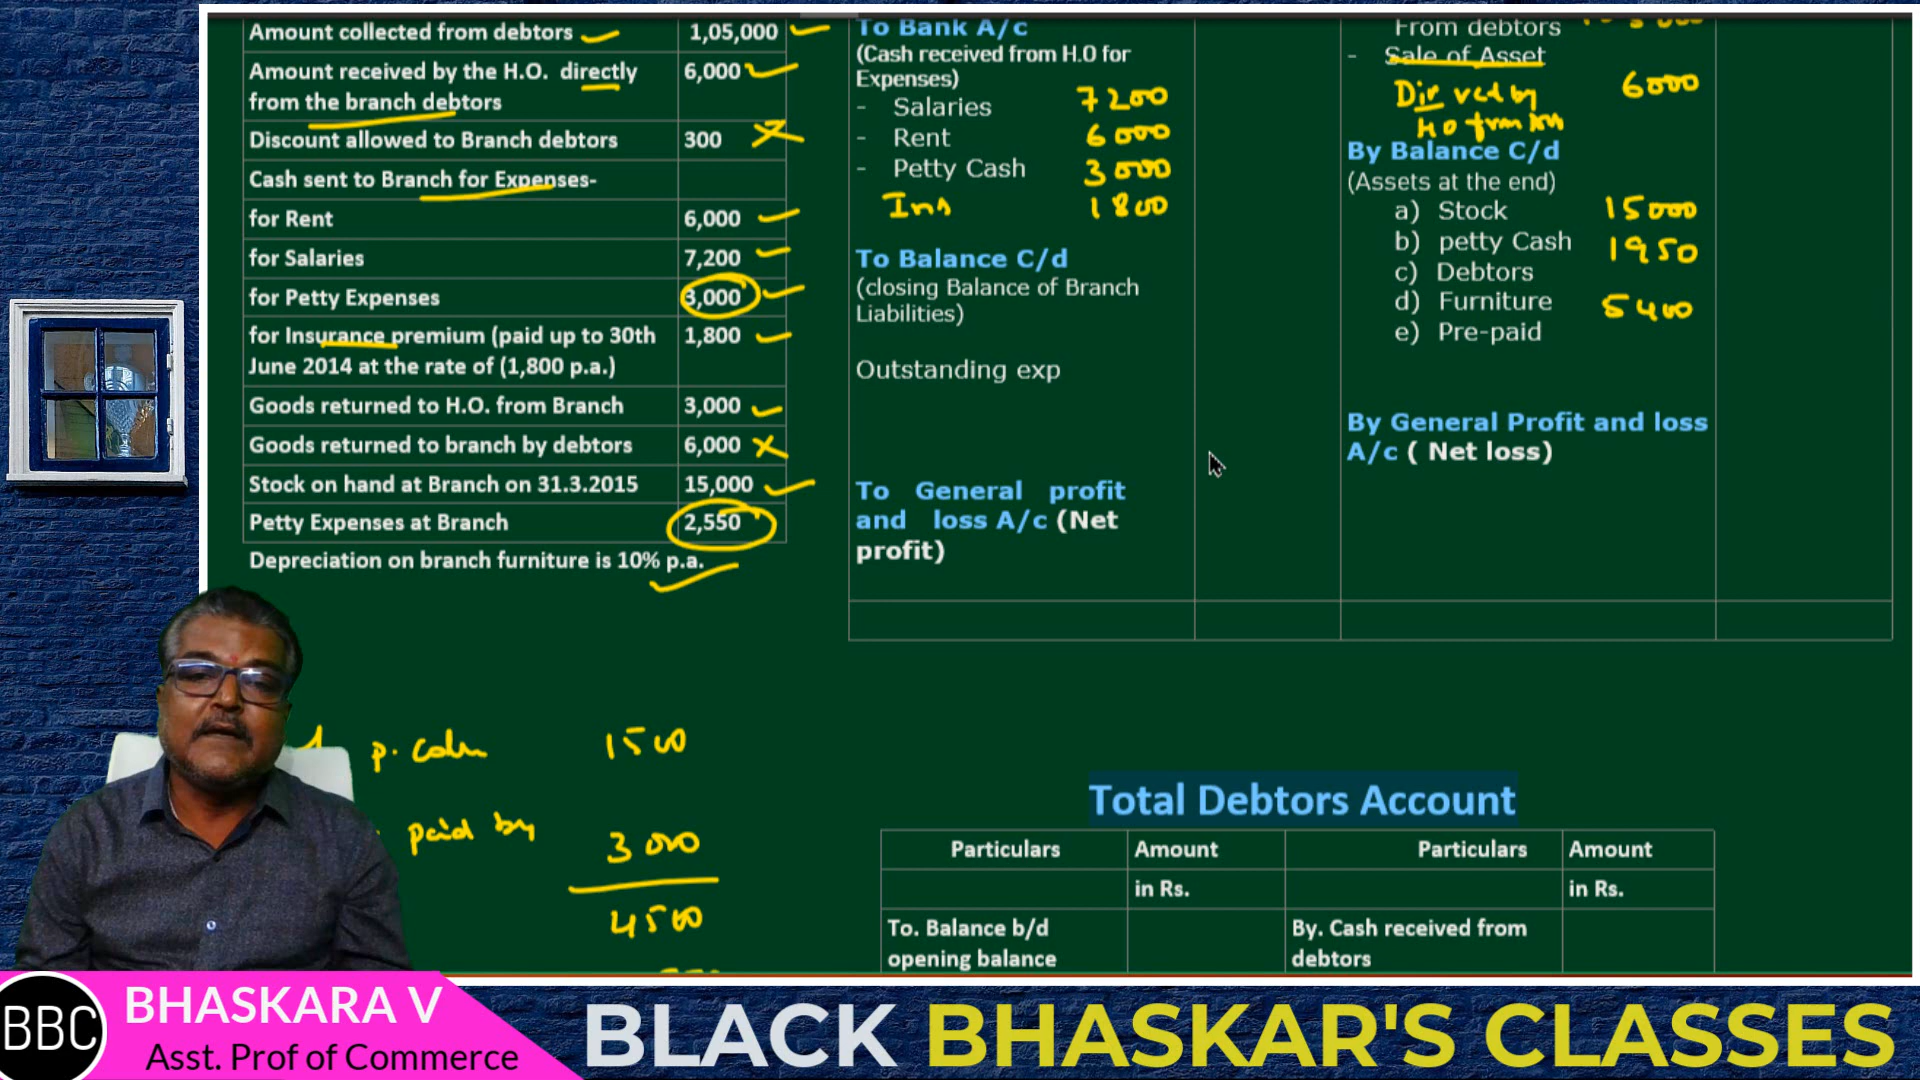 Amount collected from debtors 1,05,000
Amount received by the H.O. directly 6,000
from the branch debtors
Discount allowed to Branch debtors 300
Cash sent to Branch for Expenses-
for Rent 6,000
for Salaries 7,200
for Petty Expenses 3,000
for Insurance premium (paid up to 30th 1,800
June 2014 at the rate of (1,800 p.a.)
Goods returned to H.O. from Branch 3,000
Goods returned to branch by debtors 6,000
Stock on hand at Branch on 31.3.2015 15,000
Petty Expenses at Branch 2,550
Depreciation on branch furniture is 10% p.a.
To Bank A/c
(Cash received from H.O for
Expenses)
- Salaries 7200
- Rent 6000
- Petty Cash 3000
Ins 1800
To Balance C/d
(closing Balance of Branch
Liabilities)
Outstanding exp
To General profit
and loss A/c (Net
profit)
From debtors
- Sale of Asset
Dir rcd by 6000
HO from
By Balance C/d
(Assets at the end)
a) Stock 15000
b) petty Cash 1950
c) Debtors
d) Furniture 5400
e) Pre-paid
By General Profit and loss
A/c ( Net loss)
p. cash 1500
paid by 3000
4500
Total Debtors Account
Particulars Amount Particulars Amount
in Rs. in Rs.
To. Balance b/d By. Cash received from
opening balance debtors
BBC
BHASKARA V
Asst. Prof of Commerce
BLACK BHASKAR'S CLASSES